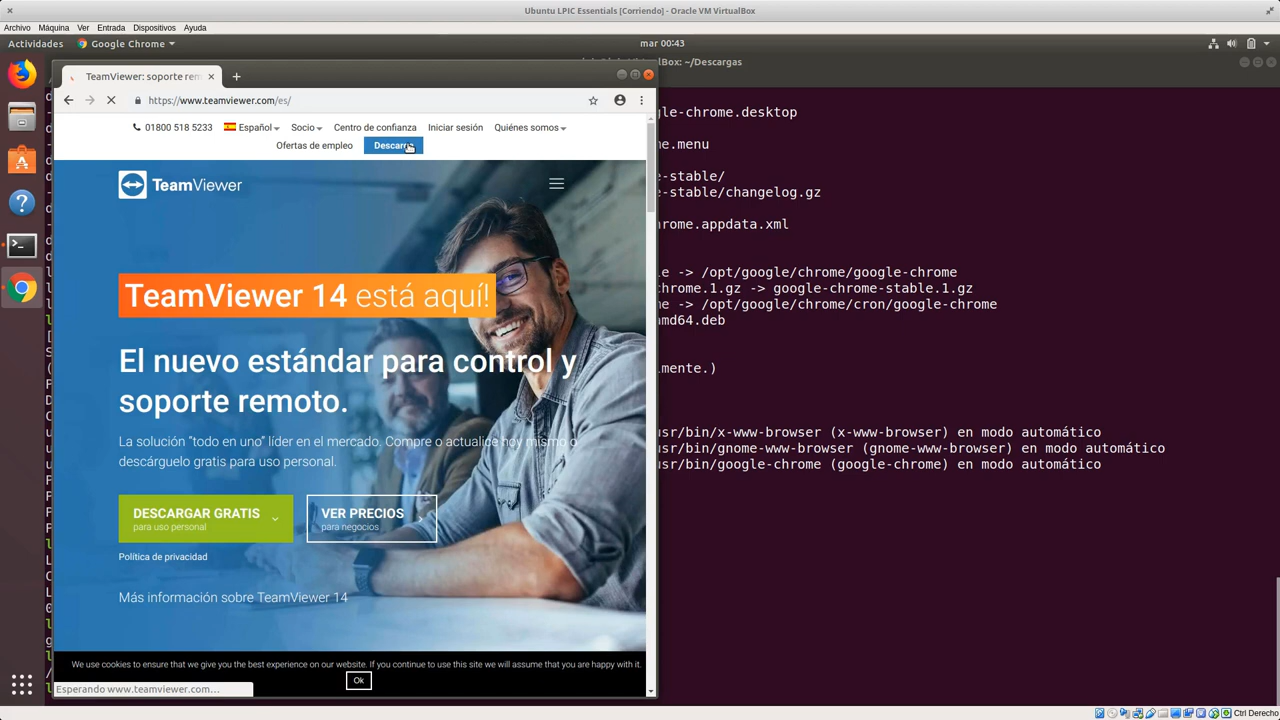 Ubuntu LPIC Essentials [Corriendo] - Oracle VM VirtualBox
Archivo Máquina Ver Entrada Dispositivos Ayuda
Actividades Google Chrome mar 00:43
VirtualBox: ~/Descargas
TeamViewer: soporte rem
https://www.teamviewer.com/es/
01800 518 5233 Español Socio Centro de confianza Iniciar sesión Quiénes somos
Ofertas de empleo
TeamViewer
TeamViewer 14 está aquí!
El nuevo estándar para control y
soporte remoto.
La solución “todo en uno” líder en el mercado. Compre o actualice hoy mismo o
descárguelo gratis para uso personal.
DESCARGAR GRATIS
para uso personal
VER PRECIOS
para negocios
Política de privacidad
Más información sobre TeamViewer 14
We use cookies to ensure that we give you the best experience on our website. If you continue to use this site we will assume that you are happy with it.
Ok
Esperando www.teamviewer.com...
gle-chrome.desktop
me.menu
e-stable/
e-stable/changelog.gz
rome.appdata.xml
le -> /opt/google/chrome/google-chrome
chrome.1.gz -> google-chrome-stable.1.gz
me -> /opt/google/chrome/cron/google-chrome
amd64.deb
lmente.)
usr/bin/x-www-browser (x-www-browser) en modo automático
usr/bin/gnome-www-browser (gnome-www-browser) en modo automático
usr/bin/google-chrome (google-chrome) en modo automático
Ctrl Derecho